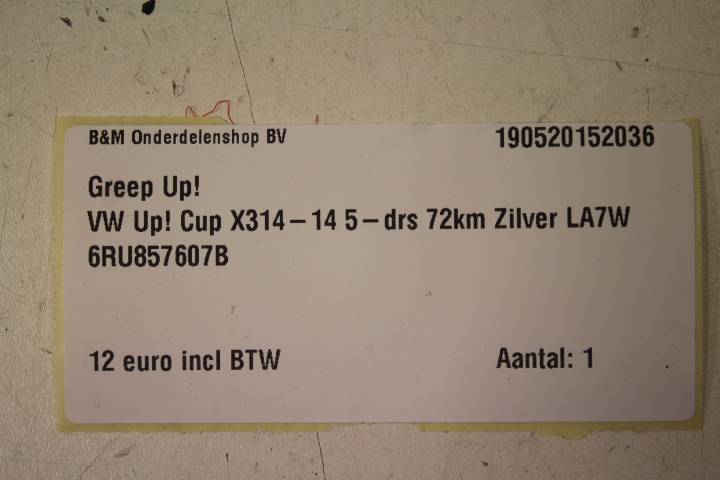 B&M Onderdelenshop BV 190520152036
Greep Up!
VW Up! Cup X314-14 5-drs 72km Zilver LA7W
6RU857607B
12 euro incl BTW Aantal: 1